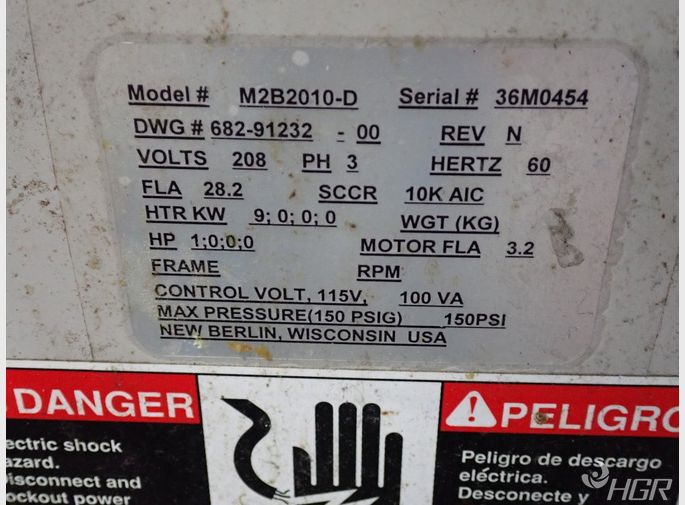 Model # M2B2010-D Serial # 36M0454
DWG # 682-91232 - 00 REV N
VOLTS 208 PH 3 HERTZ 60
FLA 28.2 SCCR 10K AIC
HTR KW 9; 0; 0; 0 WGT (KG)
HP 1;0;0;0 MOTOR FLA 3.2
FRAME RPM
CONTROL VOLT, 115V, 100 VA
MAX PRESSURE(150 PSIG) 150PSI
NEW BERLIN, WISCONSIN USA
DANGER
ectric shock
azard.
isconnect and
ockout power
PELIGRO
Peligro de descargo
eléctrica.
Desconecte y
HGR